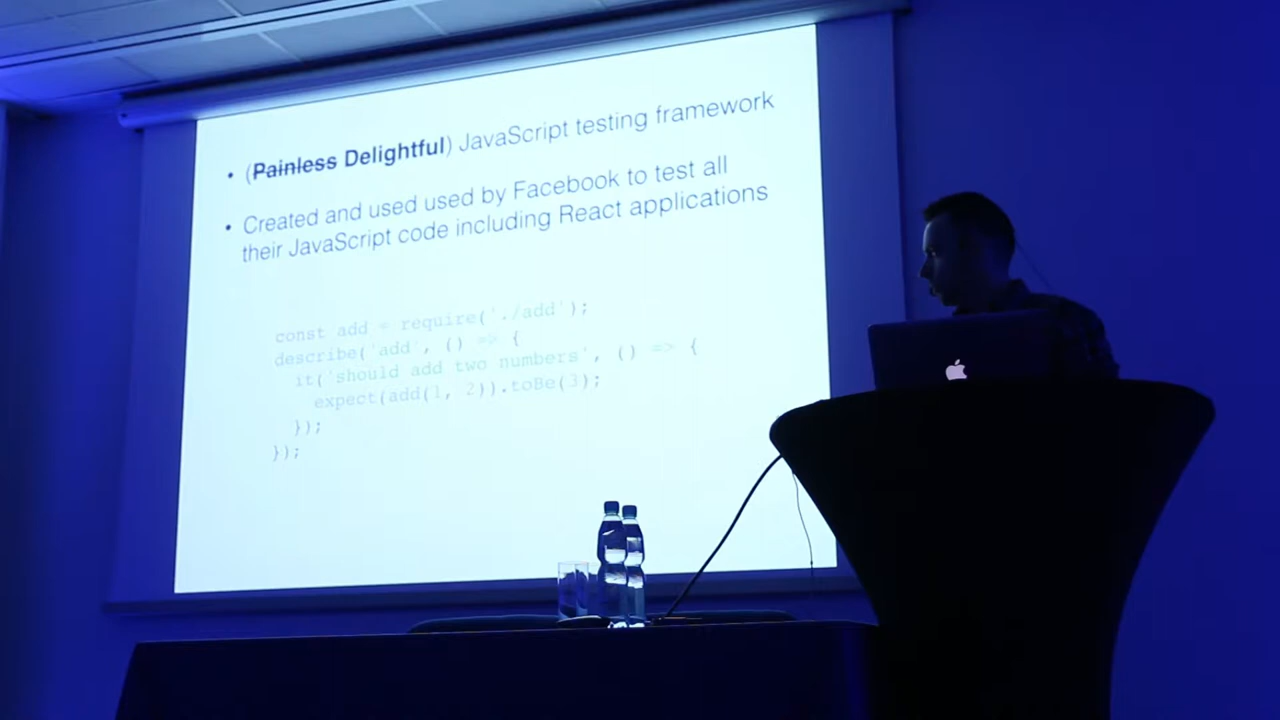 • (Painless Delightful) JavaScript testing framework
• Created and used used by Facebook to test all
their JavaScript code including React applications
const add = require('./add');
describe('add', () => {
it('should add two numbers', () => {
expect(add(1, 2)).toBe(3);
});
});